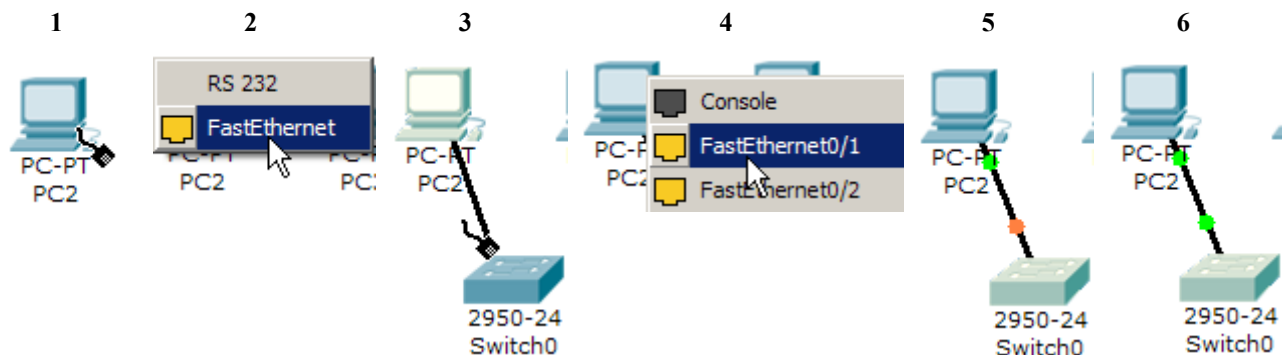 1 2 3 4 5 6
PC-PT
PC2
RS 232
FastEthernet
PC2
PC-PT
PC2
2950-24
Switch0
Console
FastEthernet0/1
FastEthernet0/2
PC-PT
PC2
2950-24
Switch0
PC-PT
PC2
2950-24
Switch0